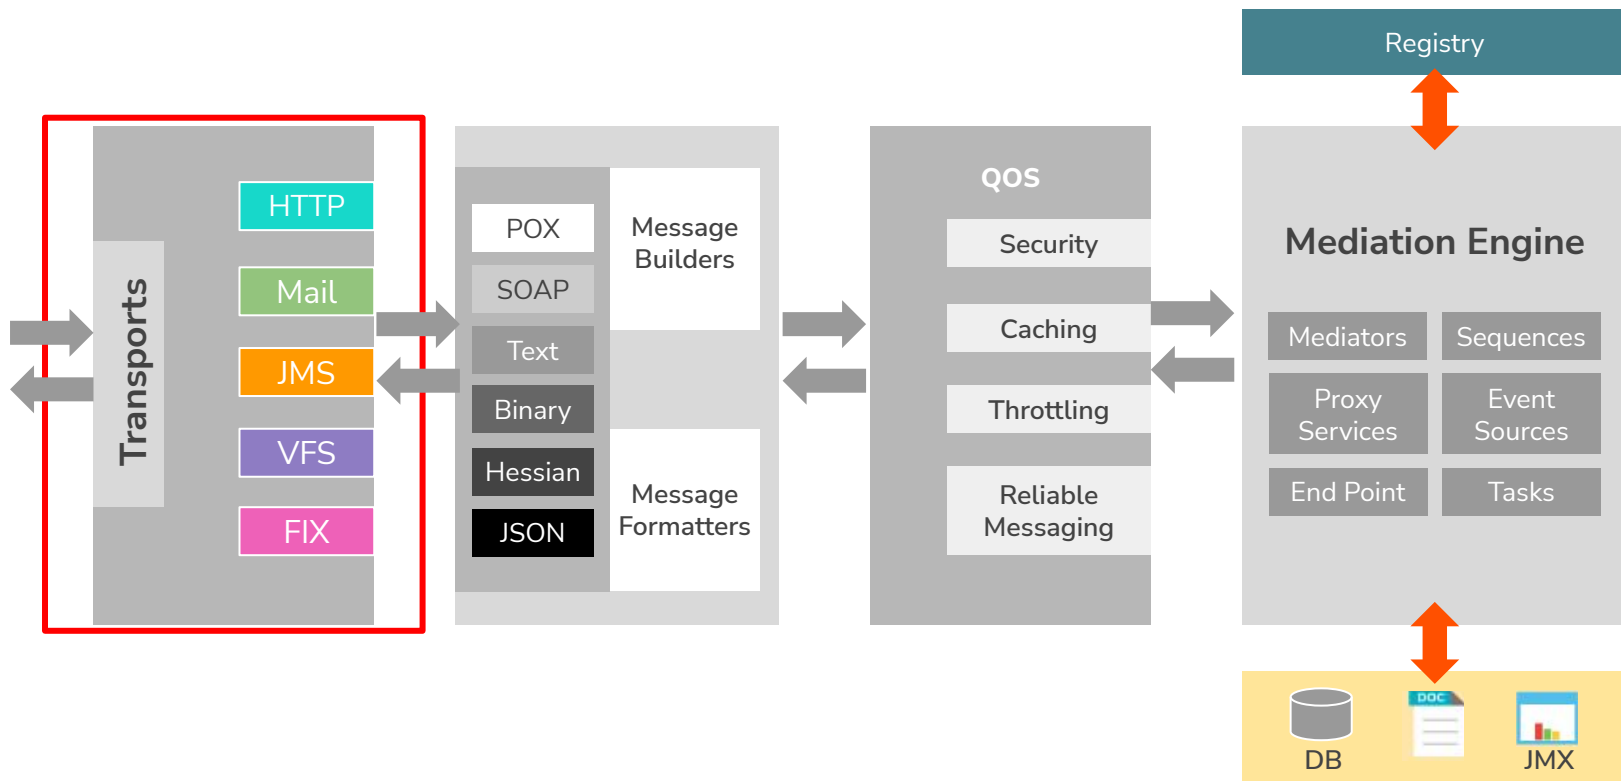 Registry
Transports
HTTP
Mail
JMS
VFS
FIX
POX
SOAP
Text
Binary
Hessian
JSON
Message
Builders
Message
Formatters
QOS
Security
Caching
Throttling
Reliable
Messaging
Mediation Engine
Mediators
Sequences
Proxy
Services
Event
Sources
End Point
Tasks
DB
DOC
JMX